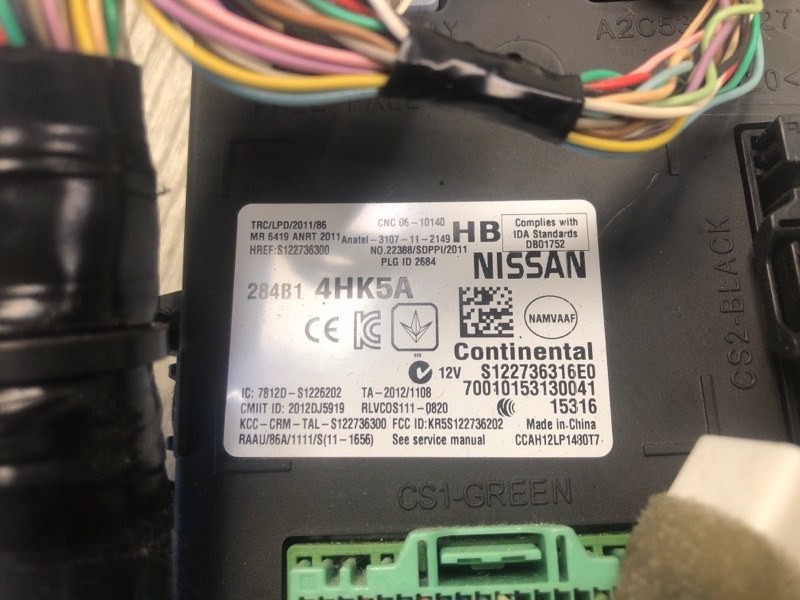 A2C53
TRC/LPD/2011/86
CNC 06-10140
MR 6419 ANRT 2011
Anatel-3107-11-2149
HB
Complies with
IDA Standards
DB01752
HREF:S122736300
NO.22388/SDPPI/2011
PLG ID 2684
NISSAN
284B1 4HK5A
CE
NAMVAAF
Continental
12V S122736316E0
70010153130041
IC: 7812D-S1226202 TA-2012/1108
CMIIT ID: 2012DJ5919 RLVCOS111-0820
15316
KCC-CRM-TAL-S122736300 FCC ID:KR5S122736202
Made in-China
RAAU/86A/1111/S(11-1656) See service manual
CCAH12LP1480T7
CS2-BLACK
CS1-GREEN